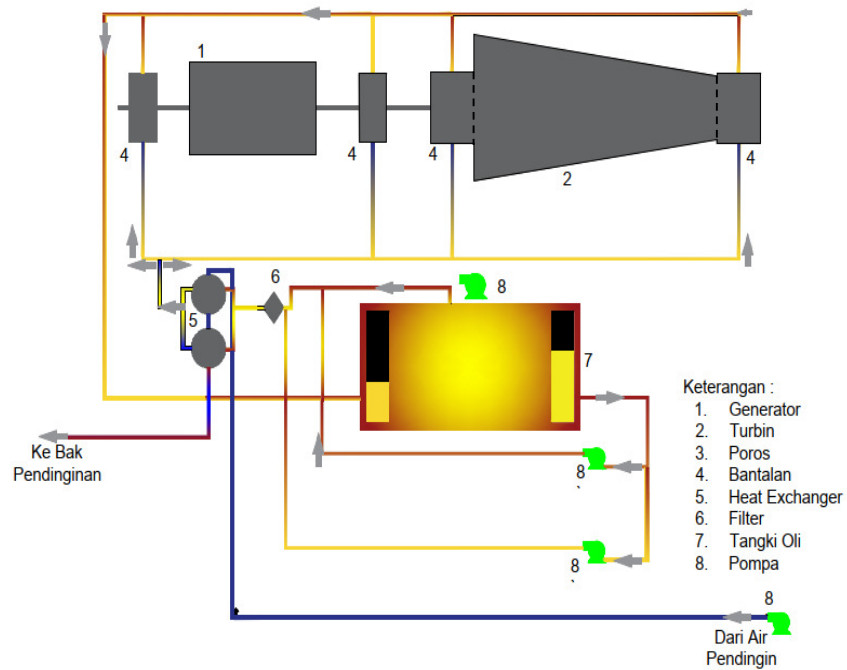 1
4
4
4
2
4
6
8
5
7
Ke Bak
Pendinginan
8
`
8
`
8
Dari Air
Pendingin
Keterangan :
1. Generator
2. Turbin
3. Poros
4. Bantalan
5. Heat Exchanger
6. Filter
7. Tangki Oli
8. Pompa